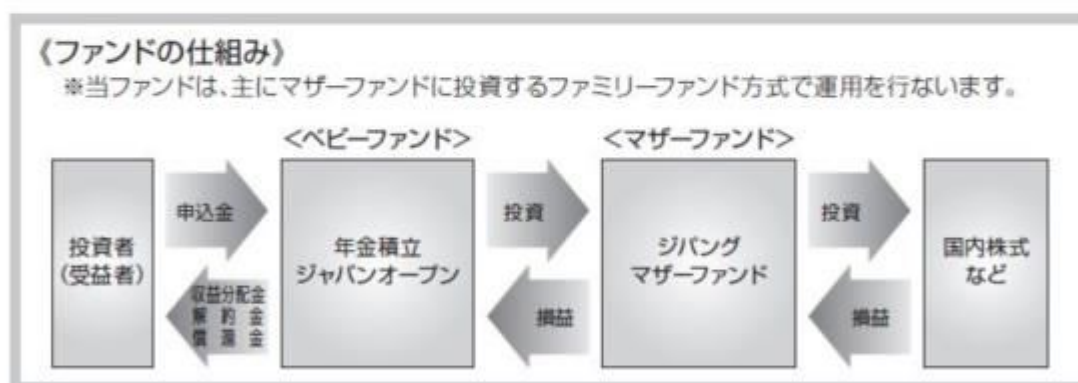 《ファンドの仕組み》
※当ファンドは、主にマザーファンドに投資するファミリーファンド方式で運用を行ないます。
<ベビーファンド>
<マザーファンド>
投資者
(受益者)
申込金
収益分配金
解約金
償還金
年金積立
ジャパンオープン
投資
損益
ジパング
マザーファンド
投資
損益
国内株式
など